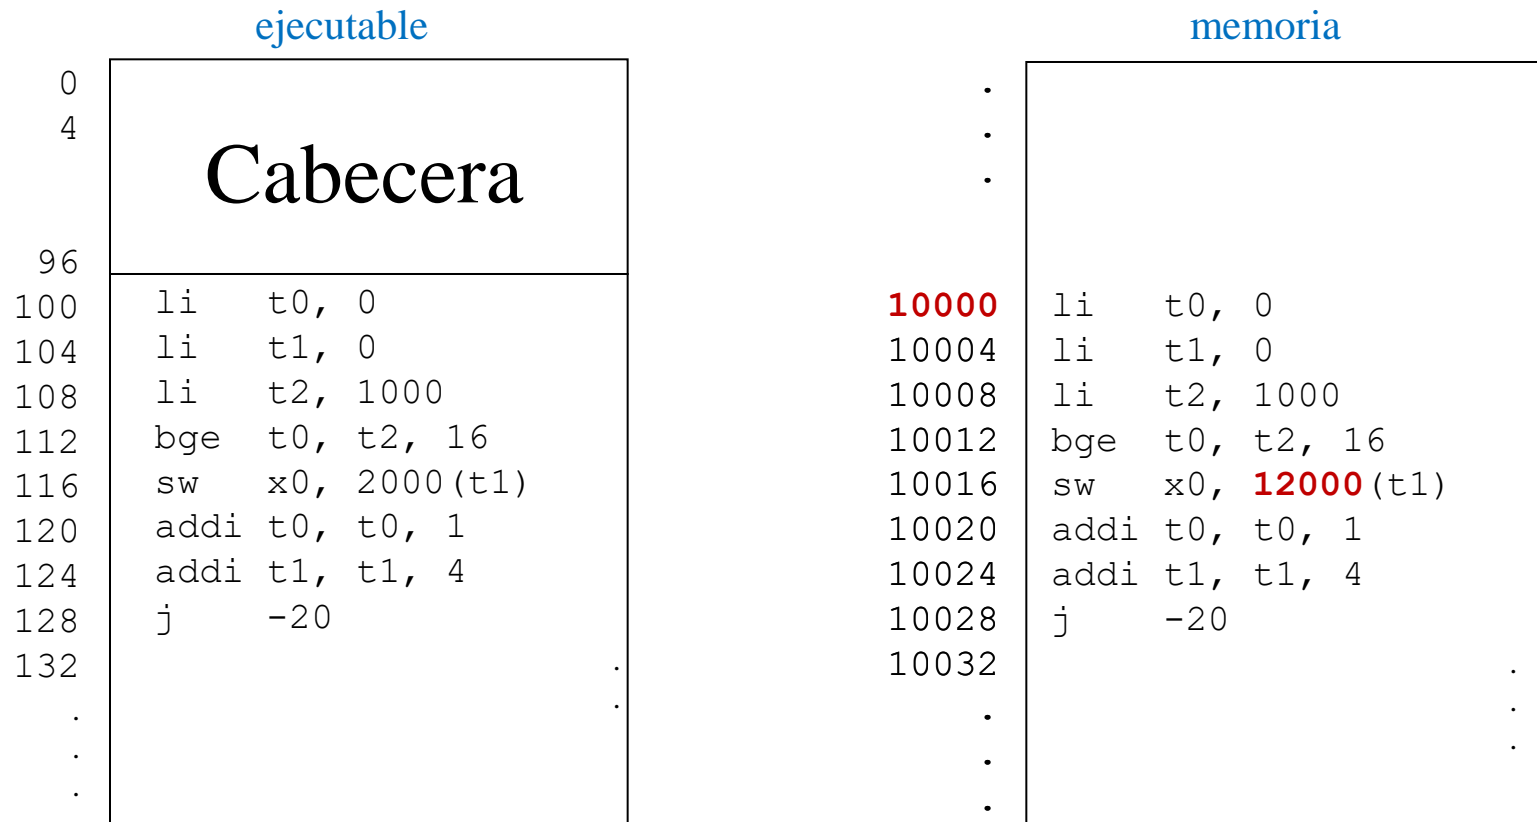 ejecutable
0
4
Cabecera
96
100 li t0, 0
104 li t1, 0
108 li t2, 1000
112 bge t0, t2, 16
116 sw x0, 2000(t1)
120 addi t0, t0, 1
124 addi t1, t1, 4
128 j -20
132 .
. .
.
.
memoria
.
.
.
10000 li t0, 0
10004 li t1, 0
10008 li t2, 1000
10012 bge t0, t2, 16
10016 sw x0, 12000(t1)
10020 addi t0, t0, 1
10024 addi t1, t1, 4
10028 j -20
10032 .
. .
. .
.